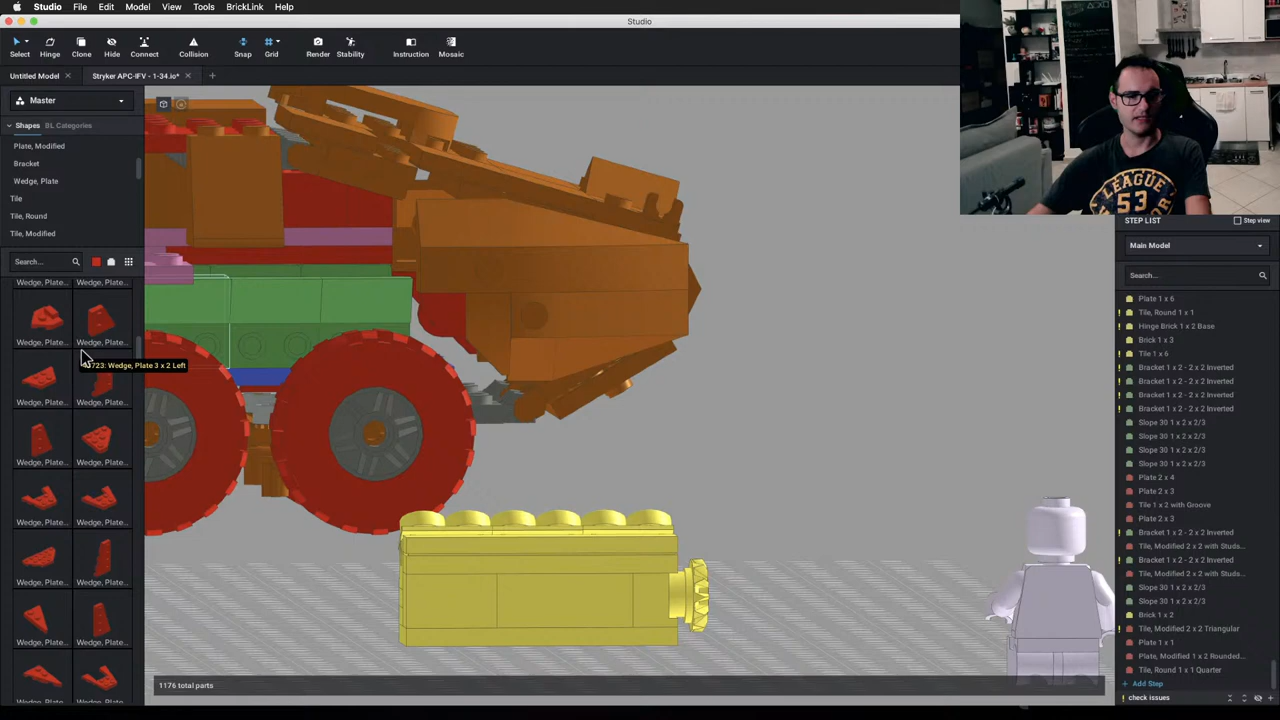 Studio File Edit Model View Tools BrickLink Help
Studio
Select Hinge Clone Hide Connect Collision Snap Grid Render Stability Instruction Mosaic
Untitled Model Stryker APC-IFV - 1-34.io*
Master
Shapes BL Categories
Plate, Modified
Bracket
Wedge, Plate
Tile
Tile, Round
Tile, Modified
Search...
Wedge, Plate... Wedge, Plate...
Wedge, Plate... Wedge, Plate...
723: Wedge, Plate 3 x 2 Left
Wedge, Plate... Wedge, Plate...
Wedge, Plate... Wedge, Plate...
Wedge, Plate... Wedge, Plate...
Wedge, Plate... Wedge, Plate...
Wedge, Plate... Wedge, Plate...
Wedge, Plate... Wedge, Plate...
1176 total parts
LEAGUE
53
STEP LIST Step view
Main Model
Search...
Plate 1 x 6
Tile, Round 1 x 1
Hinge Brick 1 x 2 Base
Brick 1 x 3
Tile 1 x 6
Bracket 1 x 2 - 2 x 2 Inverted
Bracket 1 x 2 - 2 x 2 Inverted
Bracket 1 x 2 - 2 x 2 Inverted
Bracket 1 x 2 - 2 x 2 Inverted
Slope 30 1 x 2 x 2/3
Slope 30 1 x 2 x 2/3
Slope 30 1 x 2 x 2/3
Slope 30 1 x 2 x 2/3
Plate 2 x 4
Plate 2 x 3
Tile 1 x 2 with Groove
Plate 2 x 3
Bracket 1 x 2 - 2 x 2 Inverted
Tile, Modified 2 x 2 with Studs...
Bracket 1 x 2 - 2 x 2 Inverted
Tile, Modified 2 x 2 with Studs...
Slope 30 1 x 2 x 2/3
Slope 30 1 x 2 x 2/3
Brick 1 x 2
Tile, Modified 2 x 2 Triangular
Plate 1 x 1
Plate, Modified 1 x 2 Rounded...
Tile, Round 1 x 1 Quarter
+ Add Step
check issues